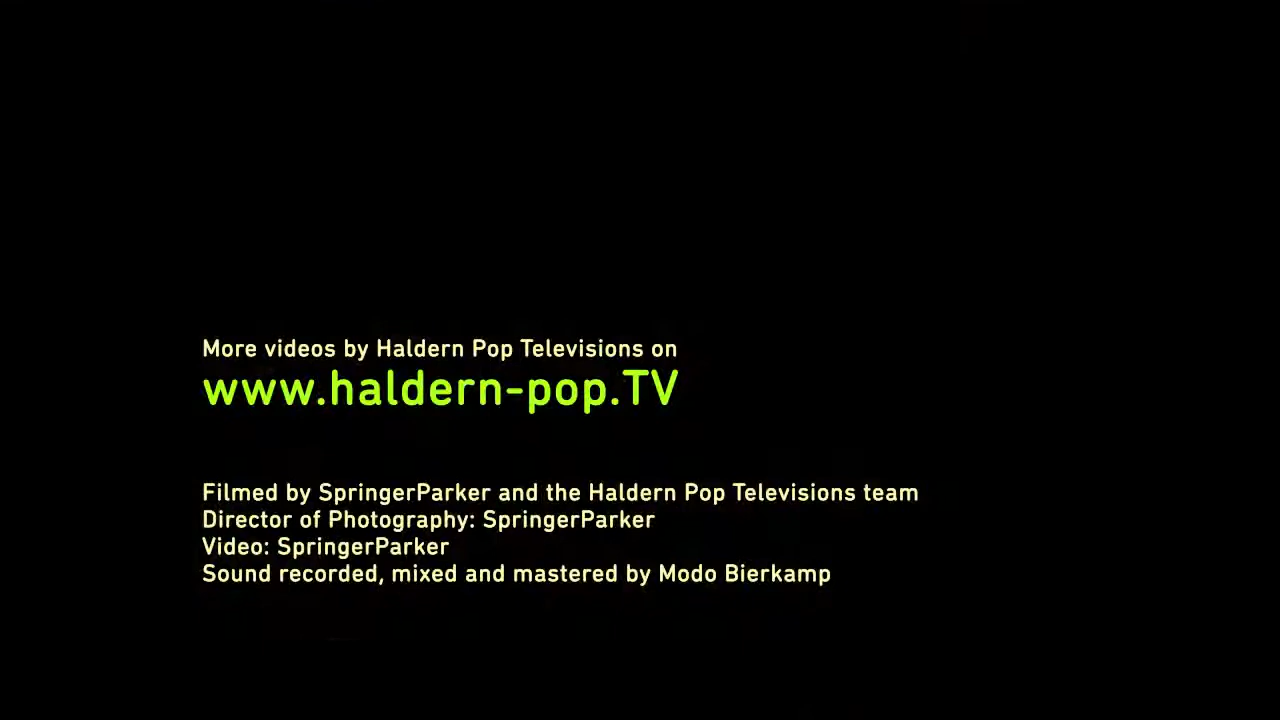 More videos by Haldern Pop Televisions on
www.haldern-pop.TV
Filmed by SpringerParker and the Haldern Pop Televisions team
Director of Photography: SpringerParker
Video: SpringerParker
Sound recorded, mixed and mastered by Modo Bierkamp